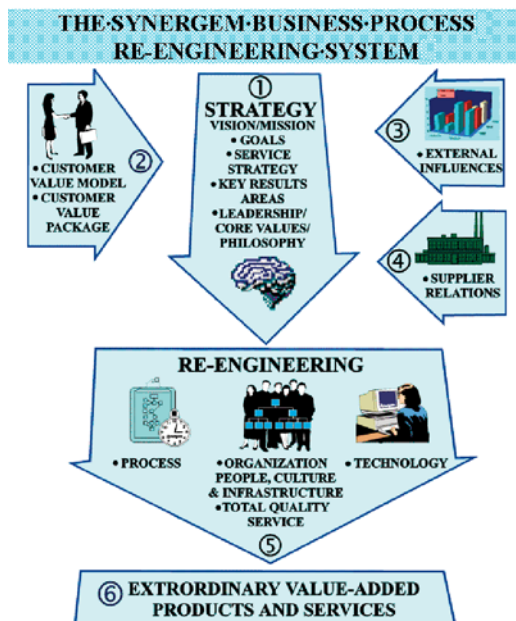 THE·SYNERGEM·BUSINESS·PROCESS
RE-ENGINEERING·SYSTEM
①
STRATEGY
VISION/MISSION
• GOALS
• SERVICE
STRATEGY
• KEY RESULTS
AREAS
• LEADERSHIP/
CORE VALUES/
PHILOSOPHY
②
• CUSTOMER
VALUE MODEL
• CUSTOMER
VALUE
PACKAGE
③
• EXTERNAL
INFLUENCES
④
• SUPPLIER
RELATIONS
RE-ENGINEERING
• PROCESS
• ORGANIZATION
PEOPLE, CULTURE
& INFRASTRUCTURE
• TOTAL QUALITY
SERVICE
• TECHNOLOGY
⑤
⑥ EXTRORDINARY VALUE-ADDED
PRODUCTS AND SERVICES